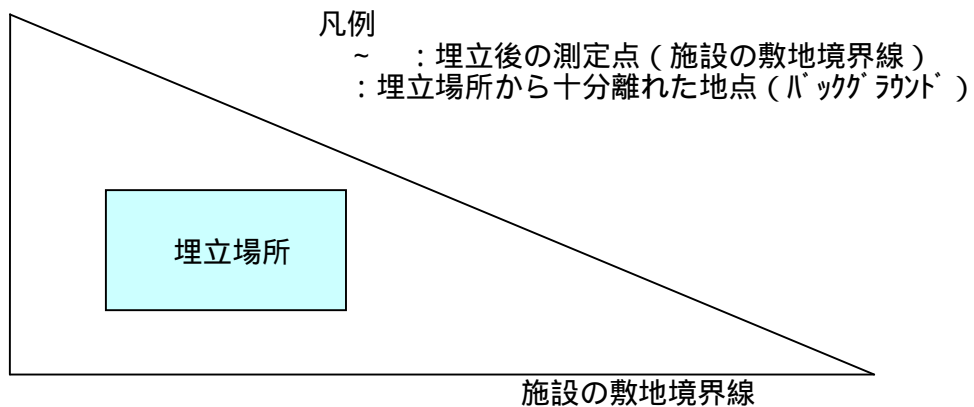 凡例
~ ：埋立後の測定点（施設の敷地境界線）
：埋立場所から十分離れた地点（ﾊﾞｯｸｸﾞﾗｳﾝﾄﾞ）
埋立場所
施設の敷地境界線